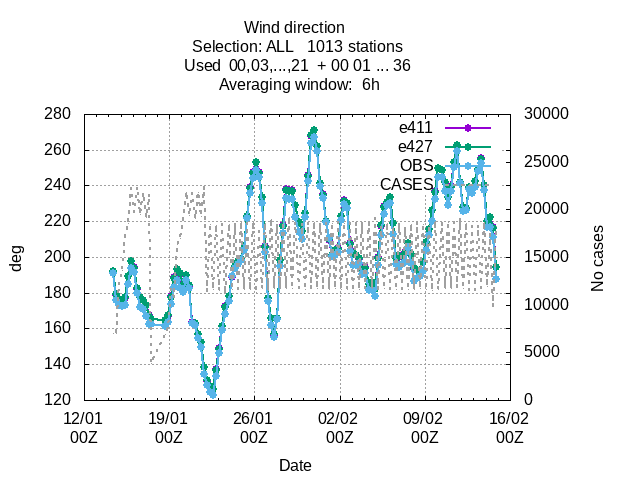 Wind direction
Selection: ALL   1013 stations
Used  00,03,...,21  + 00 01 ... 36
Averaging window:  6h
280
260
240
220
200
180
160
140
120
deg
30000
25000
20000
15000
10000
5000
0
No cases
e411
e427
OBS
CASES
12/01 19/01 26/01 02/02 09/02 16/02
00Z 00Z 00Z 00Z 00Z 00Z
Date